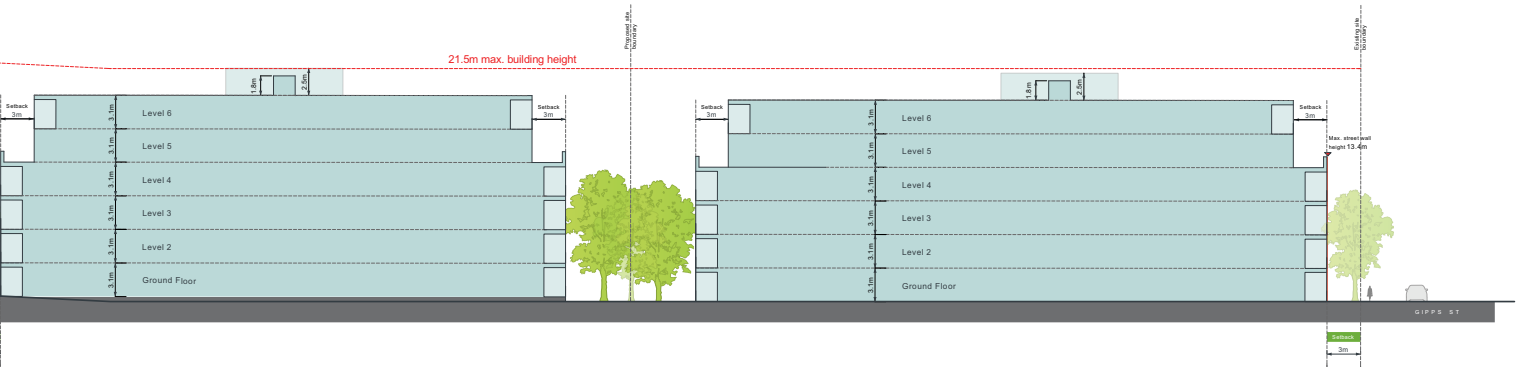 Proposed site
boundary
Existing site
boundary
21.5m max. building height
1.8m
2.5m
1.8m
2.5m
Setback
3m
3.1m
Level 6
Setback
3m
Setback
3m
3.1m
Level 6
Setback
3m
3.1m
Level 5
3.1m
Level 5
Max. street wall
height 13.4m
3.1m
Level 4
3.1m
Level 4
3.1m
Level 3
3.1m
Level 3
3.1m
Level 2
3.1m
Level 2
3.1m
Ground Floor
3.1m
Ground Floor
GIPPS ST
Setback
3m